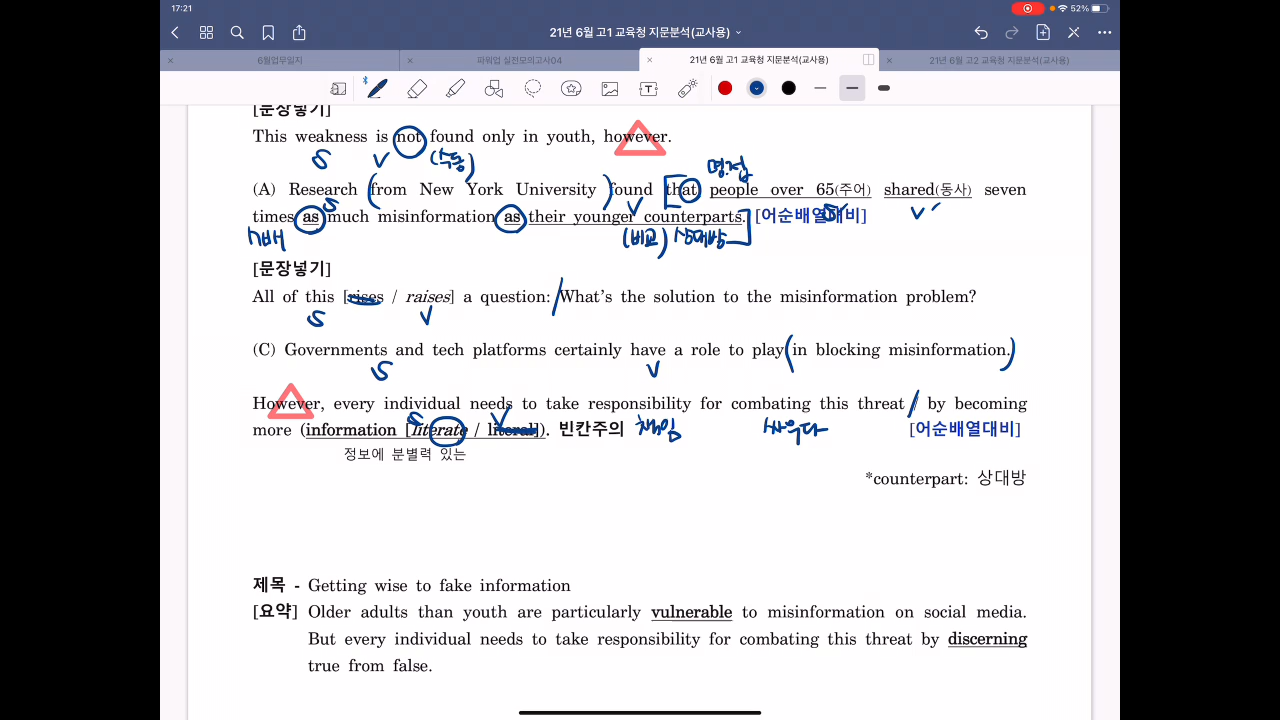 17:21
52%
21년 6월 고1 교육청 지문분석(교사용)
6월업무일지
파워업 실전모의고사04
21년 6월 고1 교육청 지문분석(교사용)
21년 6월 고2 교육청 지문분석(교사용)
[문장넣기]
This weakness is not found only in youth, however.
S V (수동) 명.접
(A) Research from New York University found that people over 65(주어) shared(동사) seven
S V S V
times as much misinformation as their younger counterparts. [어순배열대비]
7배 (비교) 상대방
[문장넣기]
All of this [rises / raises] a question: What's the solution to the misinformation problem?
S V
(C) Governments and tech platforms certainly have a role to play in blocking misinformation.
S V
However, every individual needs to take responsibility for combating this threat / by becoming
S V
more (information [literate / literal]). 빈칸주의 책임 싸우다 [어순배열대비]
정보에 분별력 있는
*counterpart: 상대방
제목 - Getting wise to fake information
[요약] Older adults than youth are particularly vulnerable to misinformation on social media.
But every individual needs to take responsibility for combating this threat by discerning
true from false.